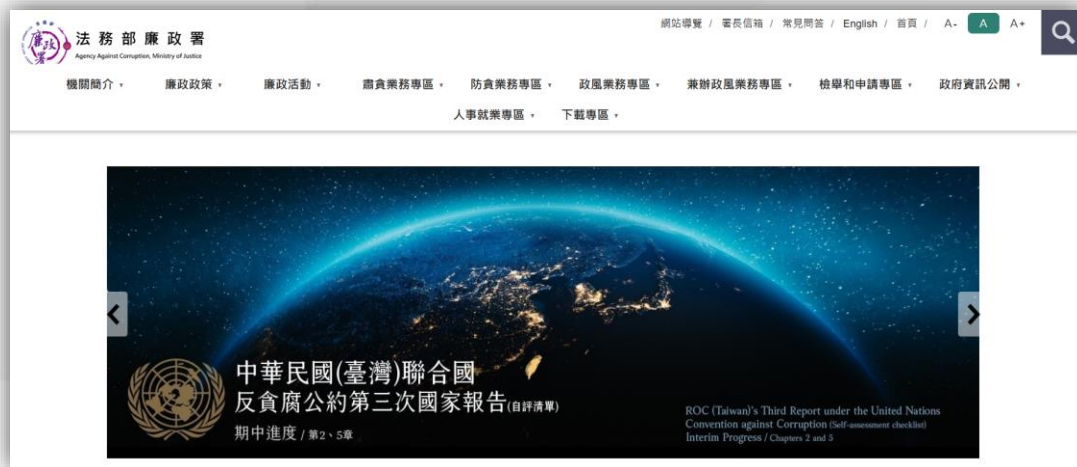 網站導覽 / 署長信箱 / 常見問答 / English / 首頁 / A- A A+
廉政署
法務部廉政署
Agency Against Corruption, Ministry of Justice
機關簡介 廉政政策 廉政活動 肅貪業務專區 防貪業務專區 政風業務專區 兼辦政風業務專區 檢舉和申請專區 政府資訊公開
人事就業專區 下載專區
中華民國(臺灣)聯合國
反貪腐公約第三次國家報告(自評清單)
期中進度 / 第2、5章
ROC (Taiwan)'s Third Report under the United Nations
Convention against Corruption (Self-assessment checklist)
Interim Progress / Chapters 2 and 5